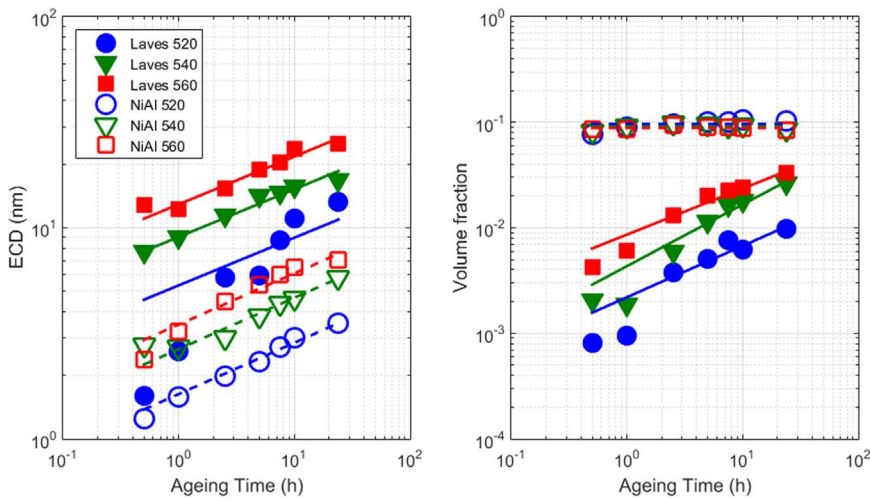 10²
Laves 520
Laves 540
Laves 560
NiAl 520
NiAl 540
NiAl 560
ECD (nm)
10¹
10⁰
10⁻¹ 10⁰ 10¹ 10²
Ageing Time (h)
10⁰
10⁻¹
Volume fraction
10⁻²
10⁻³
10⁻⁴
10⁻¹ 10⁰ 10¹ 10²
Ageing Time (h)